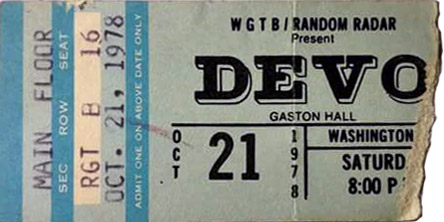 MAIN FLOOR
SEC ROW SEAT
RGT B 16
OCT. 21, 1978
ADMIT ONE ON ABOVE DATE ONLY
WGTB/RANDOM RADAR
Present
DEVO
GASTON HALL
OCT 21 1978
WASHINGTON
SATURD
8:00 P